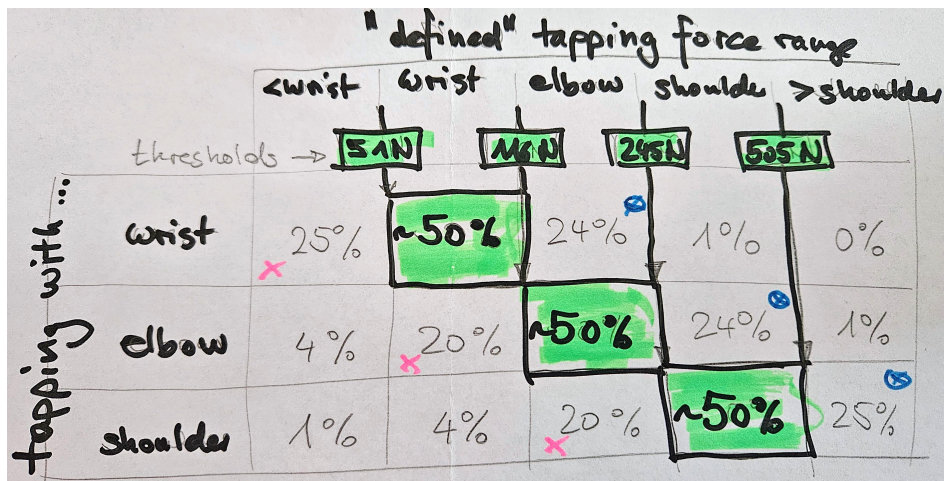 "defined" tapping force range
<wrist wrist elbow shoulder >shoulder
thresholds → 51N 116N 245N 505N
tapping with ...
wrist 25% ~50% 24% 1% 0%
elbow 4% 20% ~50% 24% 1%
shoulder 1% 4% 20% ~50% 25%